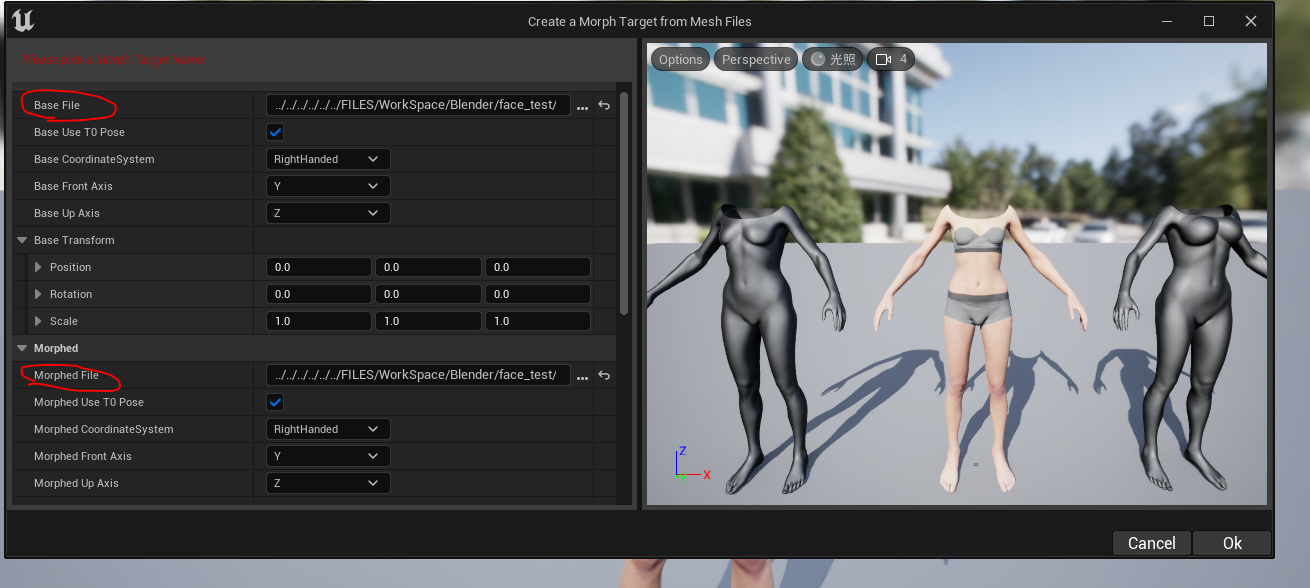 Create a Morph Target from Mesh Files
Please pick a Morph Target Name
Base File
../../../../../../FILES/WorkSpace/Blender/face_test/
...
Base Use T0 Pose
Base CoordinateSystem
RightHanded
Base Front Axis
Y
Base Up Axis
Z
Base Transform
Position
0.0 0.0 0.0
Rotation
0.0 0.0 0.0
Scale
1.0 1.0 1.0
Morphed
Morphed File
../../../../../../FILES/WorkSpace/Blender/face_test/
...
Morphed Use T0 Pose
Morphed CoordinateSystem
RightHanded
Morphed Front Axis
Y
Morphed Up Axis
Z
Options Perspective 光照 4
Z
X
Cancel Ok